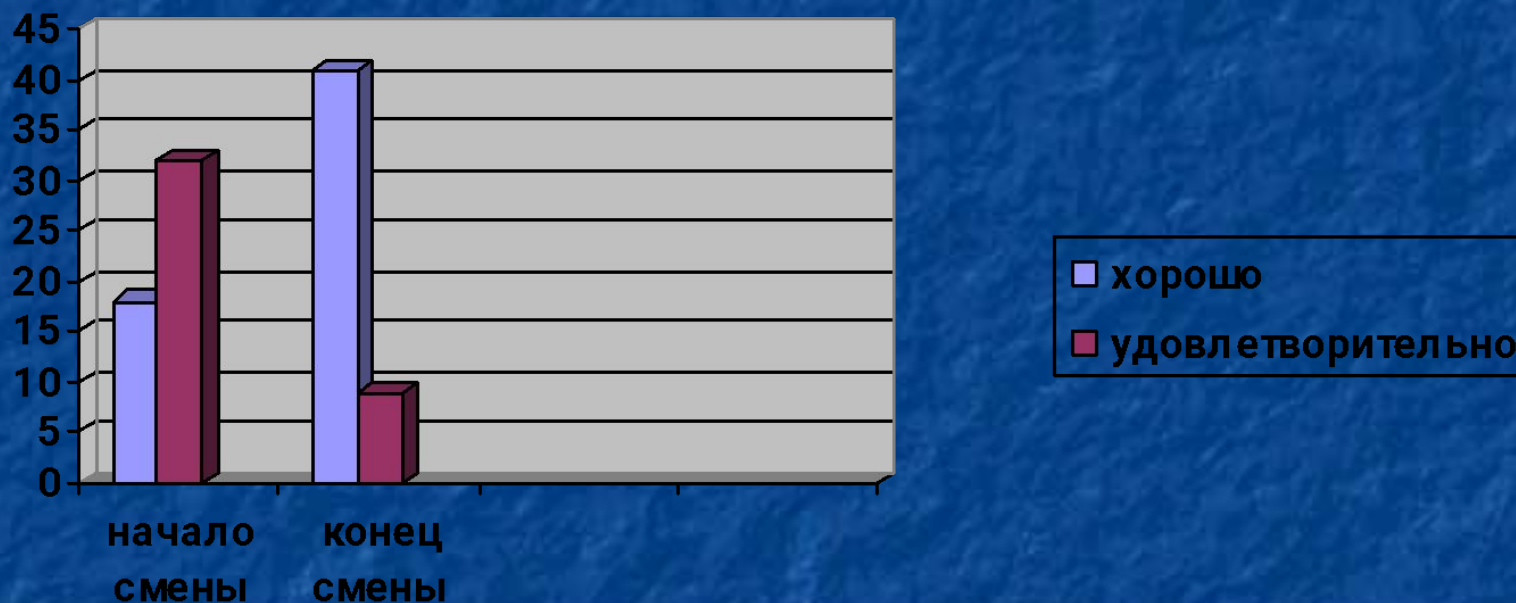 45
40
35
30
25
20
15
10
5
0
начало
смены
конец
смены
хорошо
удовлетворительно